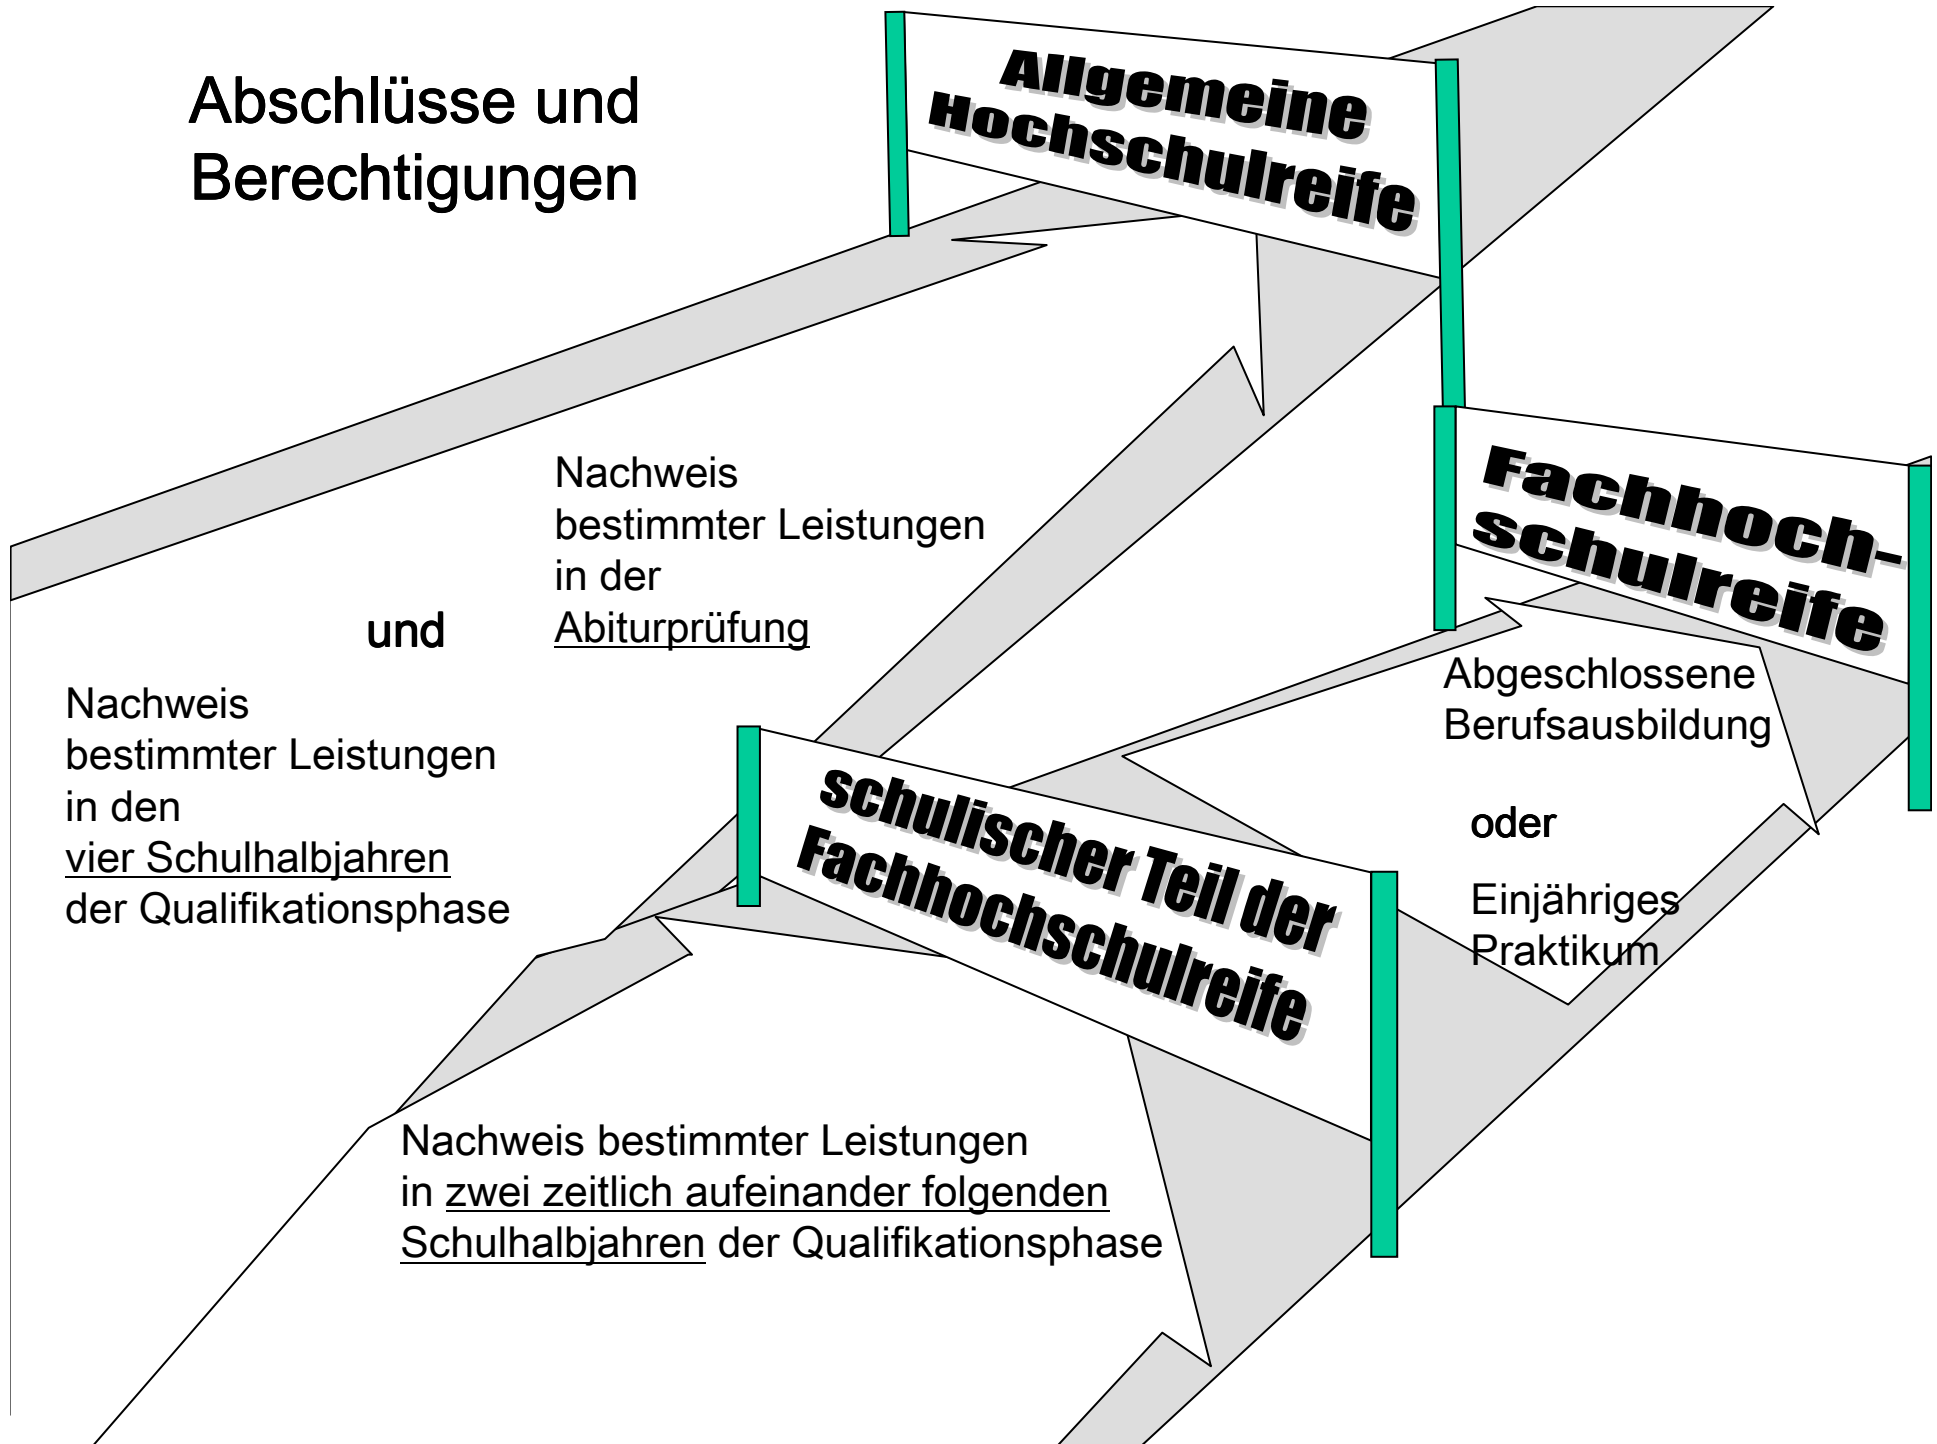 Abschlüsse und
Berechtigungen
Allgemeine
Hochschulreife
Fachhoch-
schulreife
Nachweis
bestimmter Leistungen
in der
Abiturprüfung
und
Nachweis
bestimmter Leistungen
in den
vier Schulhalbjahren
der Qualifikationsphase
Abgeschlossene
Berufsausbildung
oder
Einjähriges
Praktikum
schulischer Teil der
Fachhochschulreife
Nachweis bestimmter Leistungen
in zwei zeitlich aufeinander folgenden
Schulhalbjahren der Qualifikationsphase